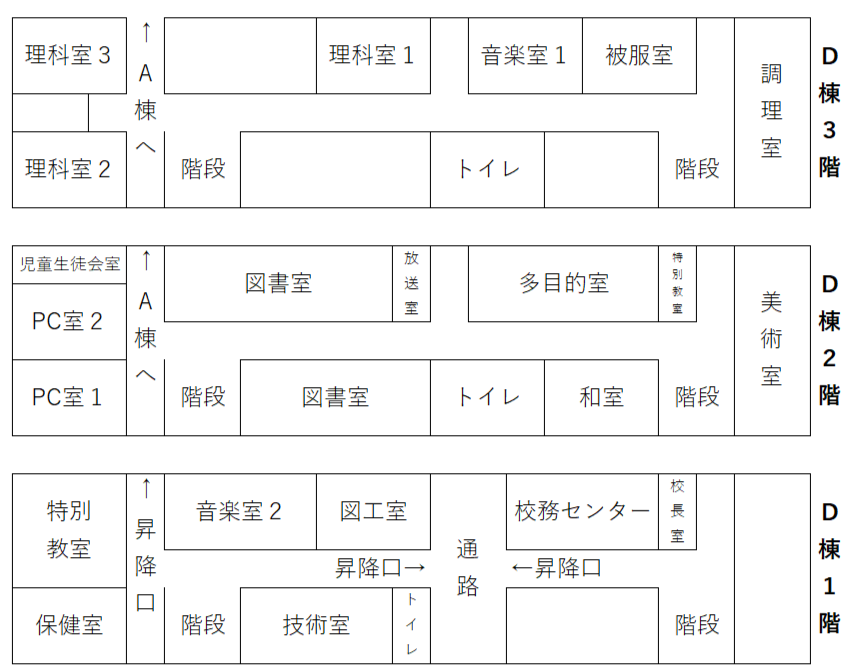 理科室3
↑A棟へ
理科室1
音楽室1
被服室
調理室
D棟3階
理科室2
階段
トイレ
階段
児童生徒会室
↑A棟へ
図書室
放送室
多目的室
特別教室
美術室
D棟2階
PC室2
PC室1
階段
図書室
トイレ
和室
階段
特別
教室
↑昇降口
音楽室2
図工室
通路
校務センター
校長室
D棟1階
昇降口→
←昇降口
保健室
階段
技術室
トイレ
階段